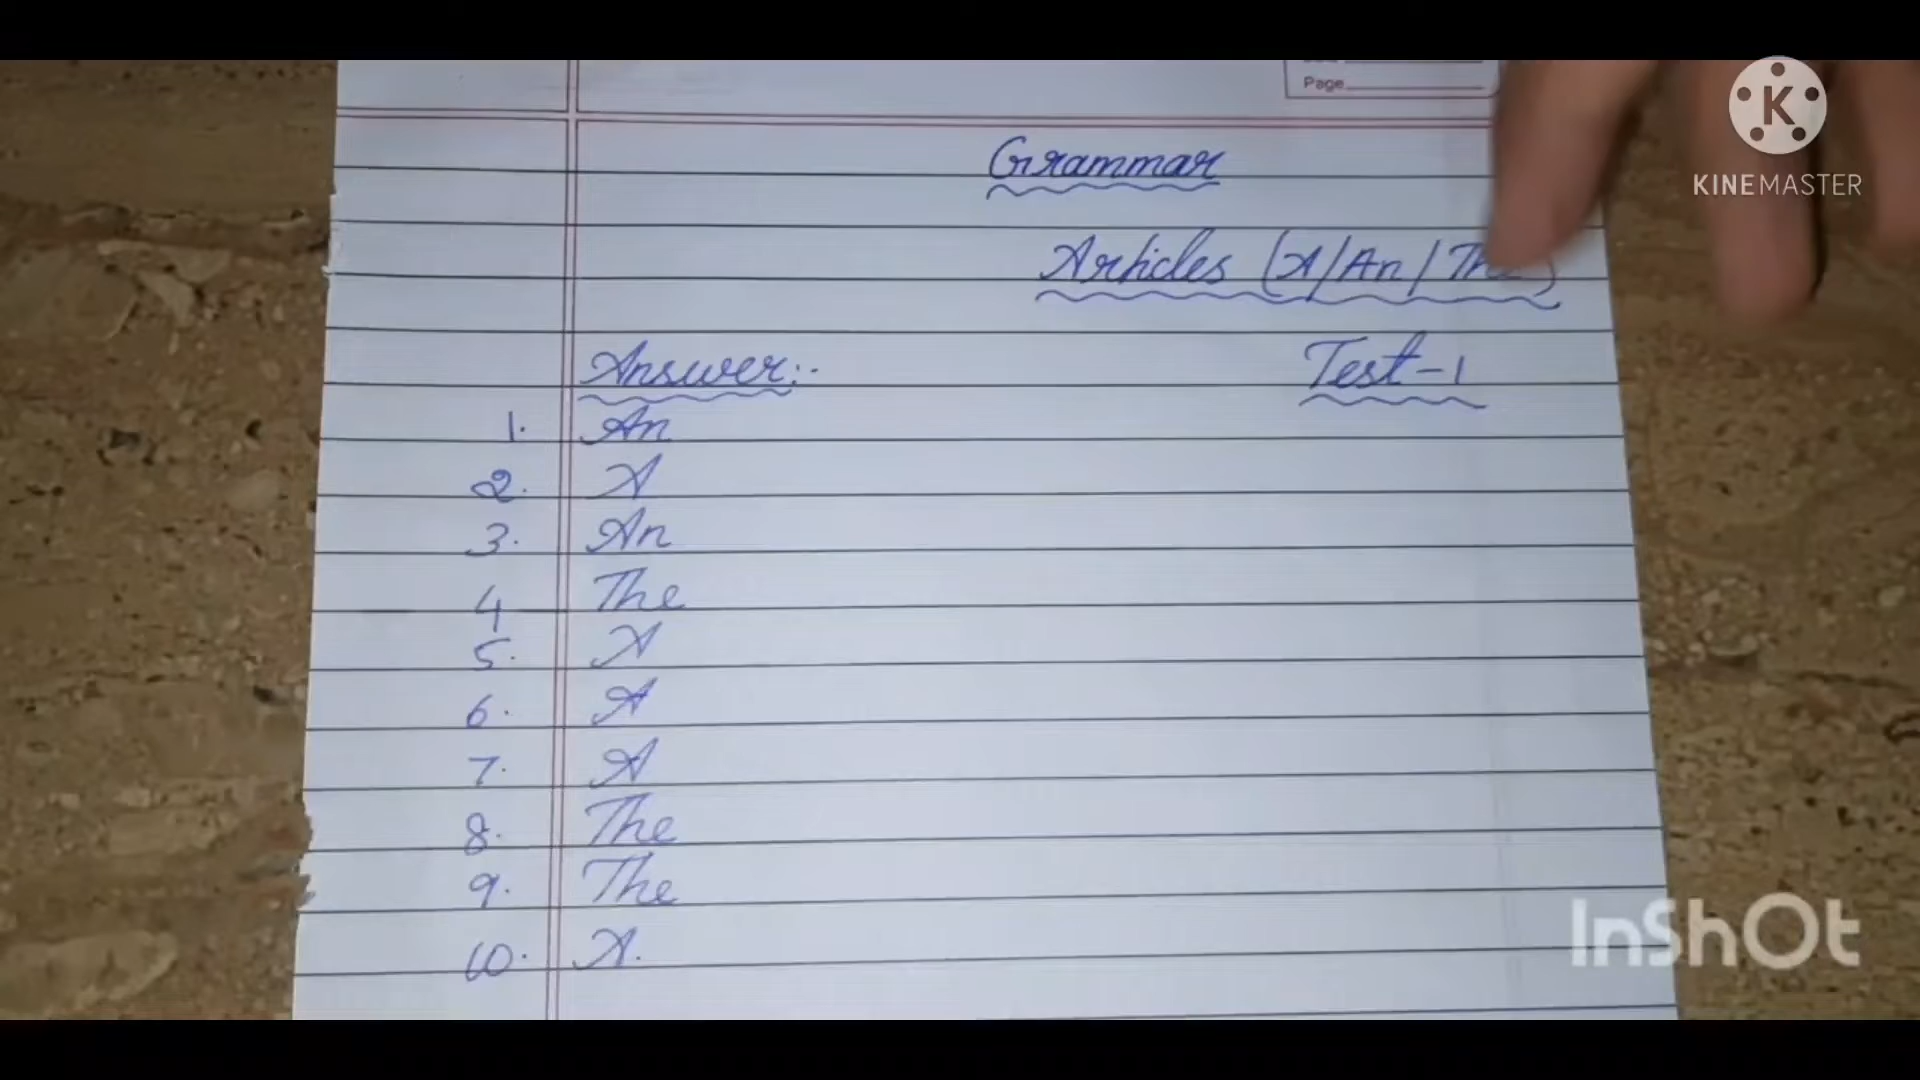 Page
K
KINEMASTER
Grammar
Articles (A/An/The)
Answer:-
Test-1
1. An
2. A
3. An
4 The
5. A
6. A
7. A
8. The
9. The
10. A.
InShOt